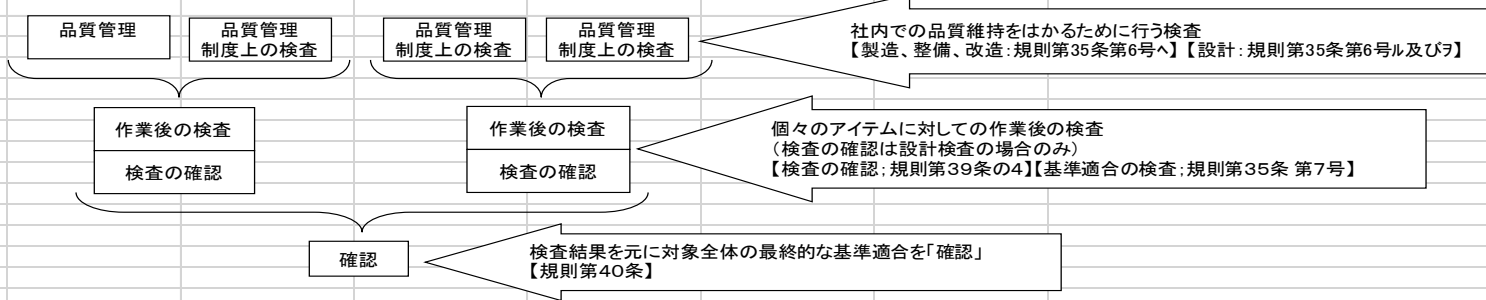 品質管理
品質管理
制度上の検査
品質管理
制度上の検査
品質管理
制度上の検査
社内での品質維持をはかるために行う検査
【製造、整備、改造:規則第35条第6号ヘ】【設計:規則第35条第6号ル及びヲ】
作業後の検査
検査の確認
作業後の検査
検査の確認
個々のアイテムに対しての作業後の検査
(検査の確認は設計検査の場合のみ)
【検査の確認;規則第39条の4】【基準適合の検査;規則第35条 第7号】
確認
検査結果を元に対象全体の最終的な基準適合を「確認」
【規則第40条】